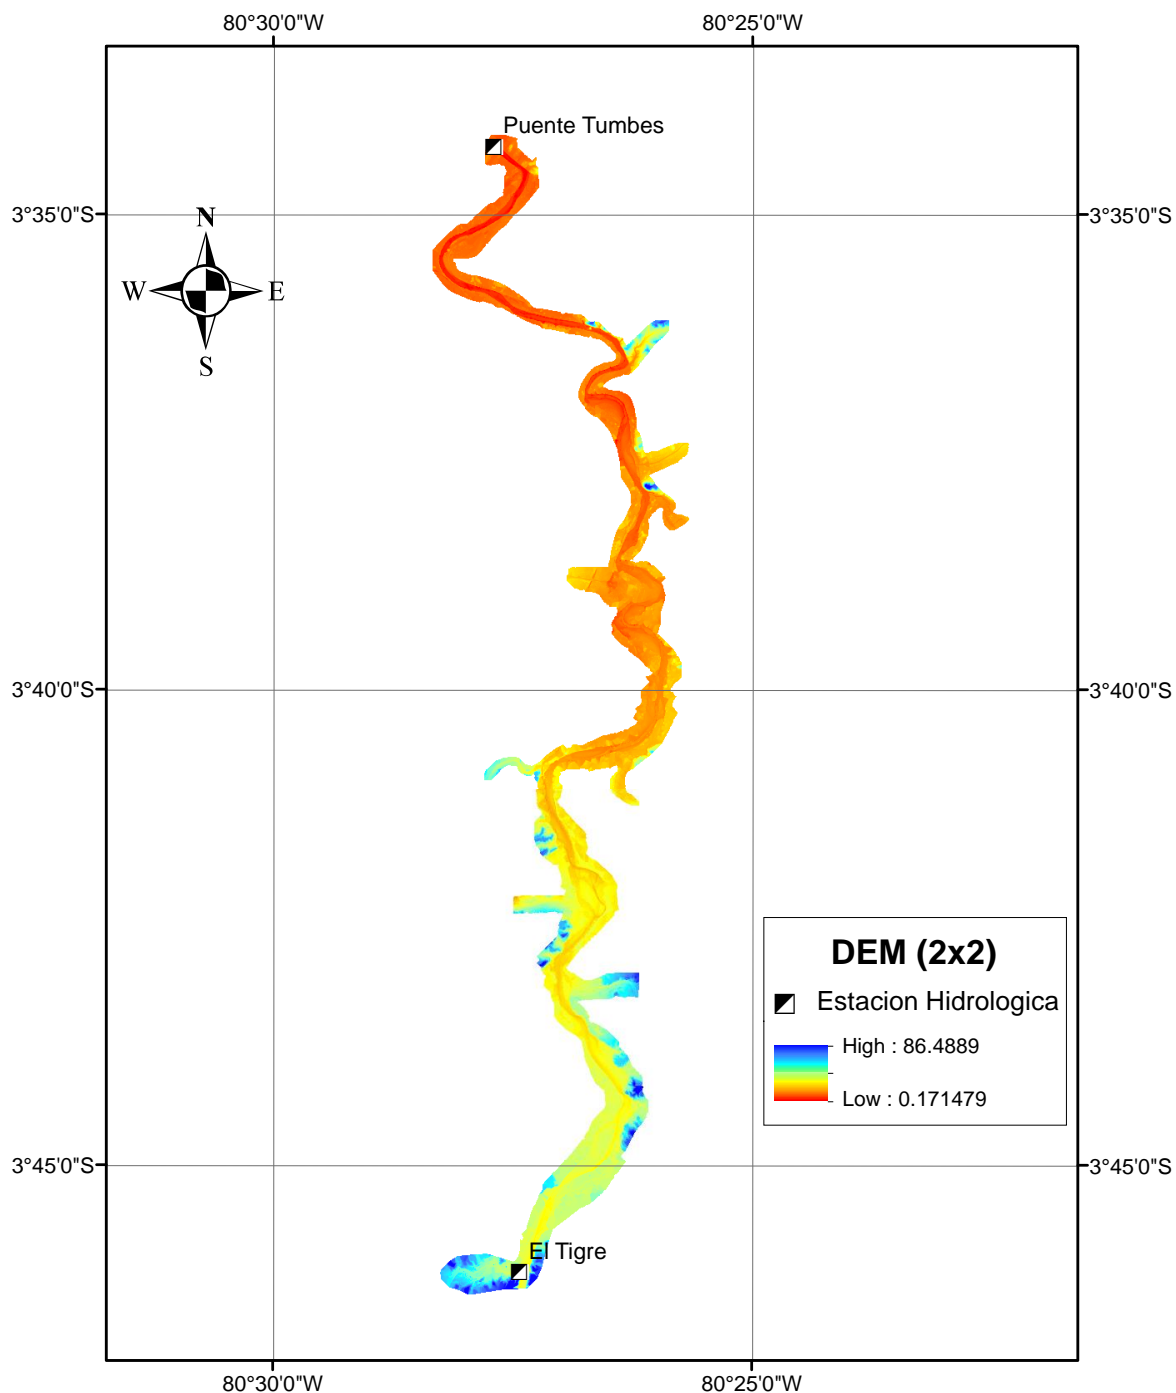 80°30'0"W
80°25'0"W
Puente Tumbes
3°35'0"S
3°35'0"S
N
W
E
S
3°40'0"S
3°40'0"S
DEM (2x2)
Estacion Hidrologica
High : 86.4889
Low : 0.171479
3°45'0"S
3°45'0"S
El Tigre
80°30'0"W
80°25'0"W